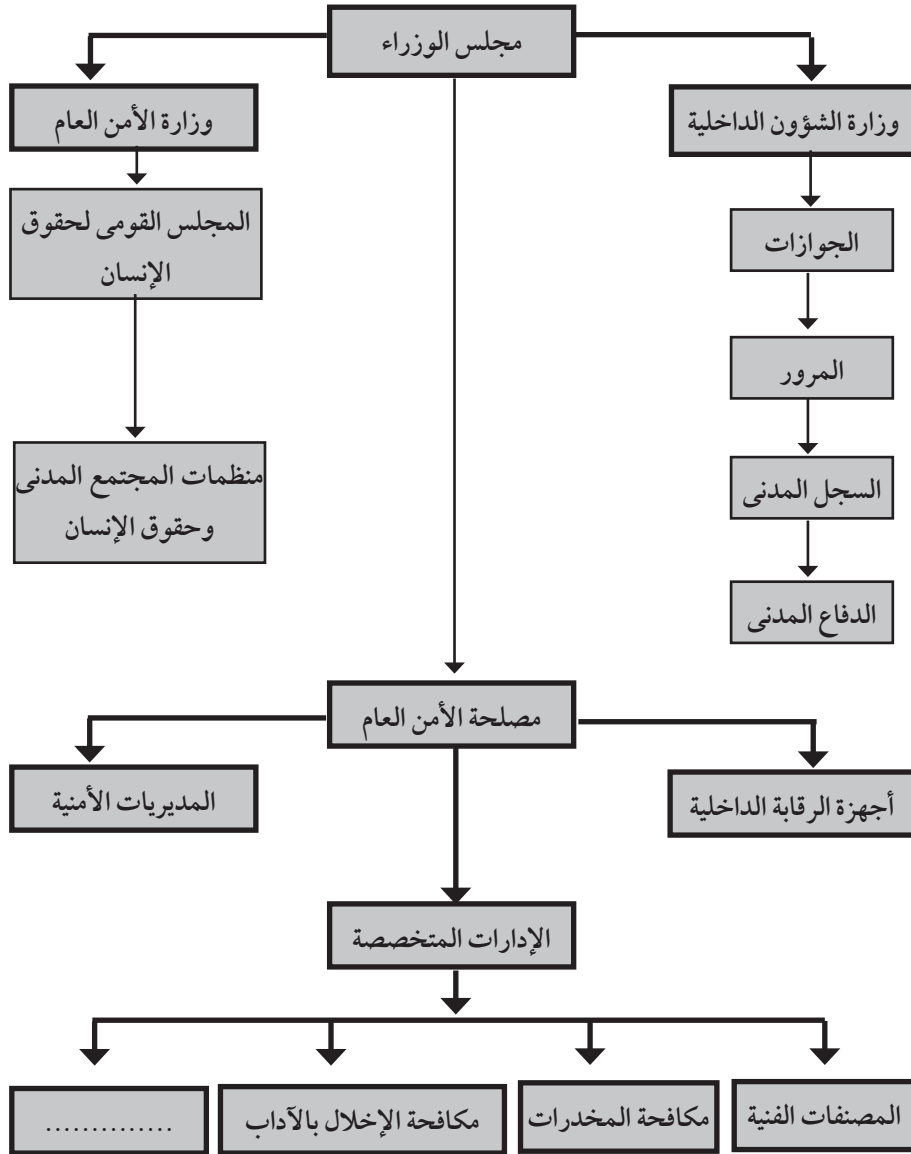 مجلس الوزراء
وزارة الشؤون الداخلية
وزارة الأمن العام
الجوازات
المجلس القومى لحقوق
الإنسان
المرور
السجل المدنى
منظمات المجتمع المدنى
وحقوق الإنسان
الدفاع المدنى
مصلحة الأمن العام
أجهزة الرقابة الداخلية
المديريات الأمنية
الإدارات المتخصصة
المصنفات الفنية
مكافحة المخدرات
مكافحة الإخلال بالآداب
..............